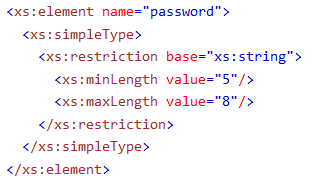 <xs:element name="password">
  <xs:simpleType>
    <xs:restriction base="xs:string">
      <xs:minLength value="5"/>
      <xs:maxLength value="8"/>
    </xs:restriction>
  </xs:simpleType>
</xs:element>